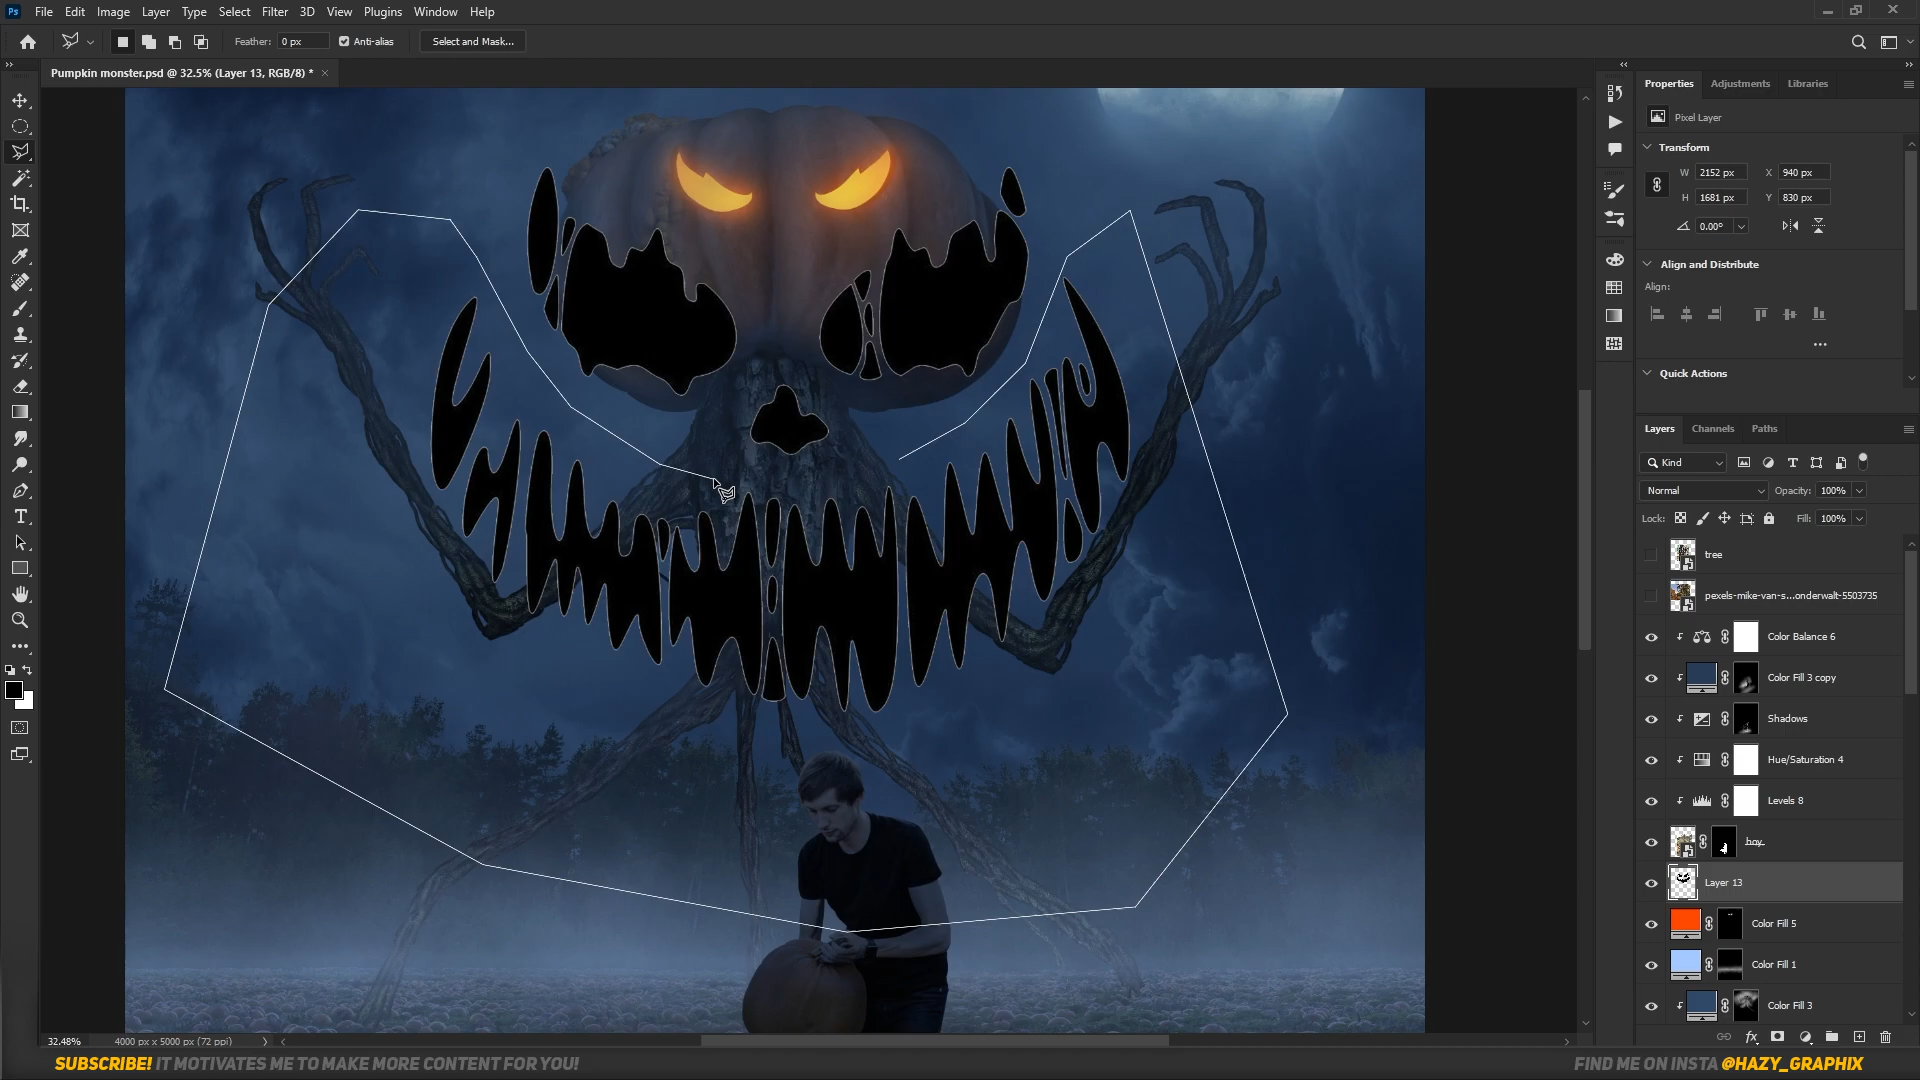 Ps File Edit Image Layer Type Select Filter 3D View Plugins Window Help
Feather: 0 px Anti-alias Select and Mask...
Pumpkin monster.psd @ 32.5% (Layer 13, RGB/8) *
Properties Adjustments Libraries
Pixel Layer
Transform
W 2152 px X 940 px
H 1681 px Y 830 px
0.00°
Align and Distribute
Align:
Quick Actions
Layers Channels Paths
Kind
Normal Opacity: 100%
Lock: Fill: 100%
tree
pexels-mike-van-s...onderwalt-5503735
Color Balance 6
Color Fill 3 copy
Shadows
Hue/Saturation 4
Levels 8
boy
Layer 13
Color Fill 5
Color Fill 1
Color Fill 3
32.48% 4000 px x 5000 px (72 ppi)
SUBSCRIBE! IT MOTIVATES ME TO MAKE MORE CONTENT FOR YOU!
FIND ME ON INSTA @HAZY_GRAPHIX